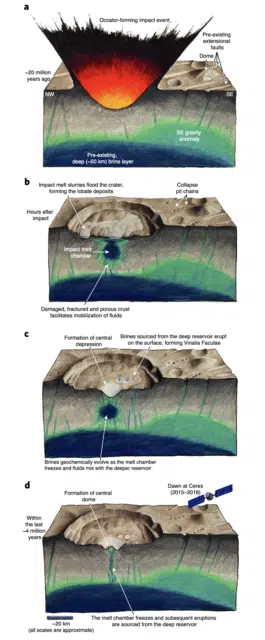 a
Occator-forming impact event
Pre-existing
extensional
faults
Dome
~20 million
years ago
NW
SE
SE gravity
anomaly
Pre-existing,
deep (~60 km) brine layer
b
Impact melt slurries flood the crater,
forming the lobate deposits
Collapse
pit chains
Hours after
impact
Impact melt
chamber
Damaged, fractured and porous crust
facilitates mobilization of fluids
c
Formation of central
depression
Brines sourced from the deep reservoir erupt
on the surface, forming Vinalia Faculae
Brines geochemically evolve as the melt chamber
freezes and fluids mix with the deeper reservoir
d
Dawn at Ceres
(2015–2018)
Formation of central
dome
Within
the last
~4 million
years
~20 km
(all scales are approximate)
The melt chamber freezes and subsequent eruptions
are sourced from the deep reservoir